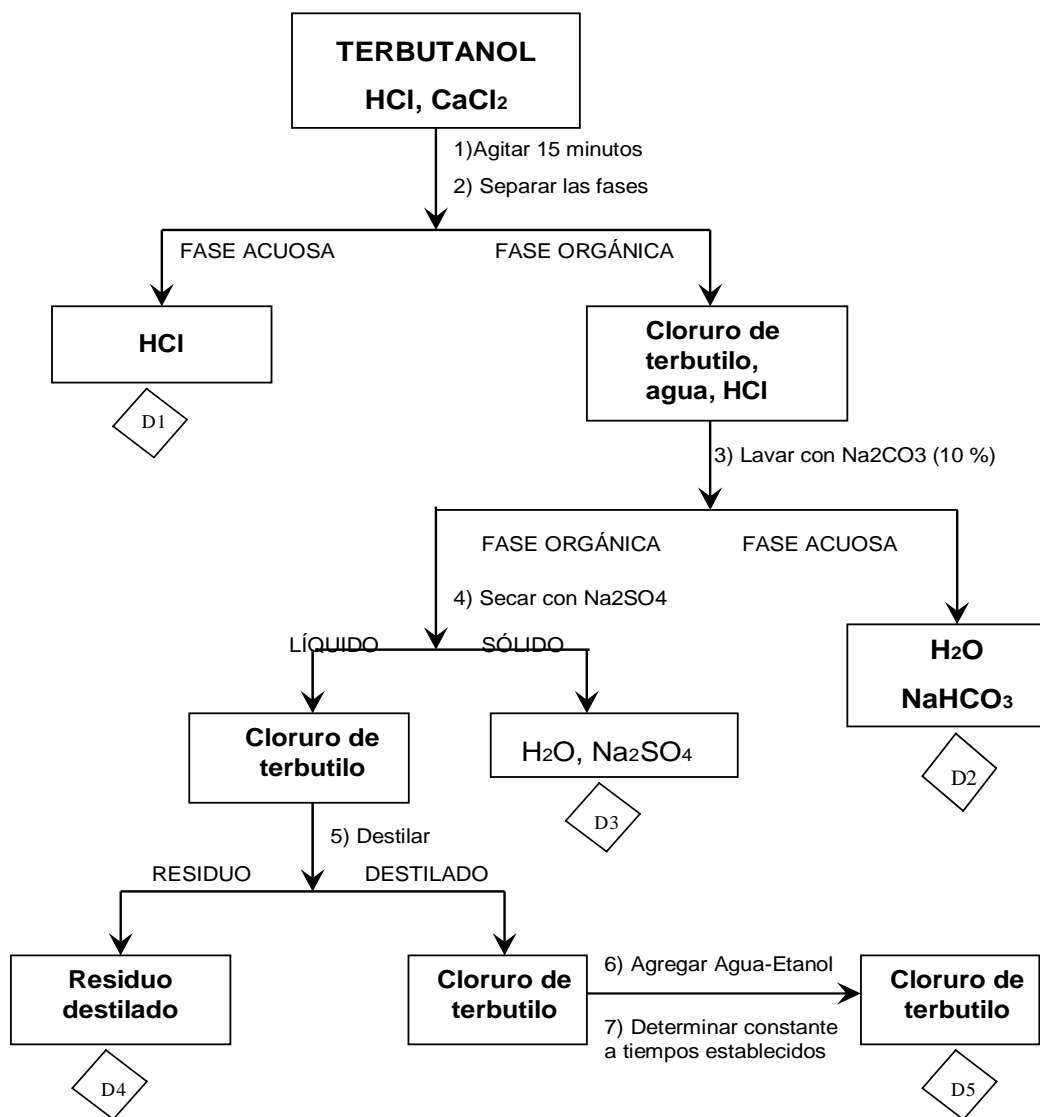 TERBUTANOL
HCl, CaCl2
1)Agitar 15 minutos
2) Separar las fases
FASE ACUOSA
FASE ORGÁNICA
HCl
D1
Cloruro de
terbutilo,
agua, HCl
3) Lavar con Na2CO3 (10 %)
FASE ORGÁNICA
FASE ACUOSA
4) Secar con Na2SO4
LÍQUIDO
SÓLIDO
H2O
NaHCO3
D2
Cloruro de
terbutilo
H2O, Na2SO4
D3
5) Destilar
RESIDUO
DESTILADO
Residuo
destilado
D4
Cloruro de
terbutilo
6) Agregar Agua-Etanol
7) Determinar constante
a tiempos establecidos
Cloruro de
terbutilo
D5